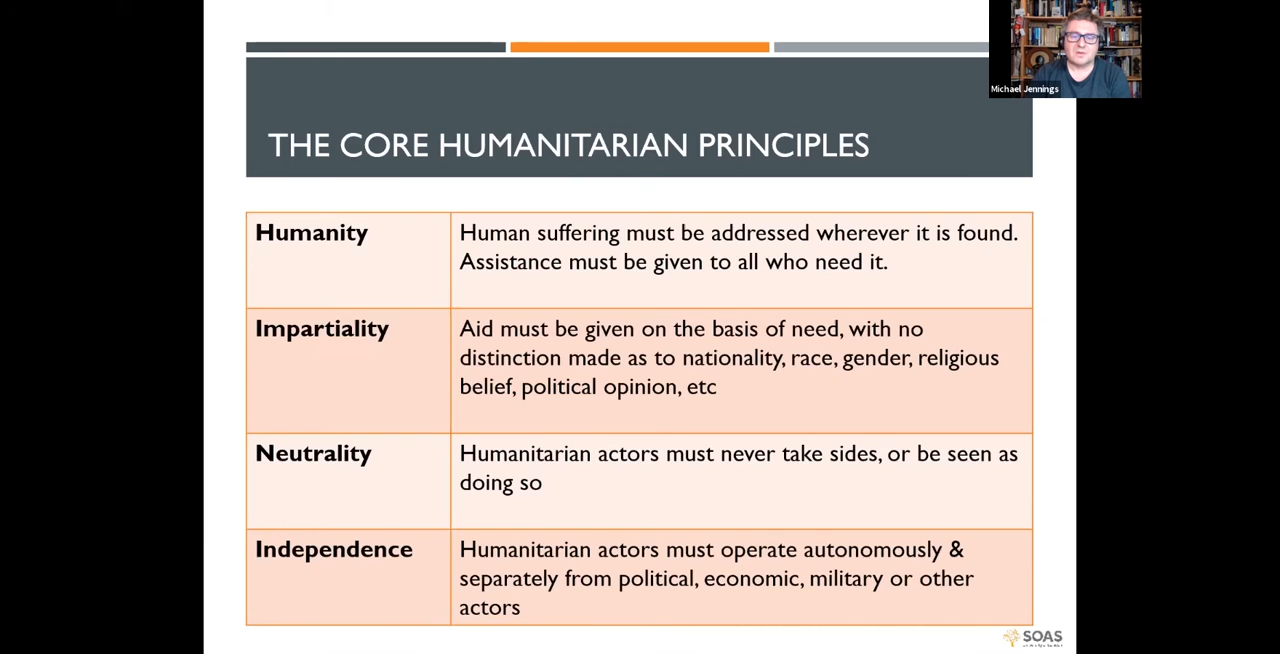 Michael Jennings
THE CORE HUMANITARIAN PRINCIPLES
Humanity
Human suffering must be addressed wherever it is found.
Assistance must be given to all who need it.
Impartiality
Aid must be given on the basis of need, with no
distinction made as to nationality, race, gender, religious
belief, political opinion, etc
Neutrality
Humanitarian actors must never take sides, or be seen as
doing so
Independence
Humanitarian actors must operate autonomously &
separately from political, economic, military or other
actors
SOAS